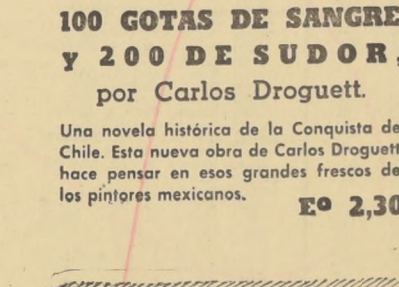 100 GOTAS DE SANGRE
y 200 DE SUDOR,
por Carlos Droguett.
Una novela histórica de la Conquista de
Chile. Esta nueva obra de Carlos Droguett
hace pensar en esos grandes frescos de
los pintores mexicanos.
Eº 2,30